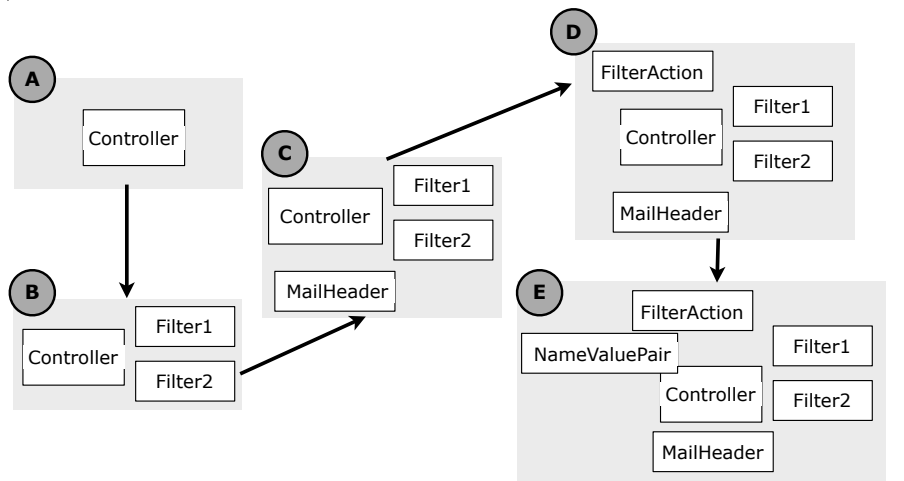 A
Controller
B
Filter1
Controller
Filter2
C
Filter1
Controller
Filter2
MailHeader
D
FilterAction
Filter1
Controller
Filter2
MailHeader
E
FilterAction
Filter1
NameValuePair
Controller
Filter2
MailHeader